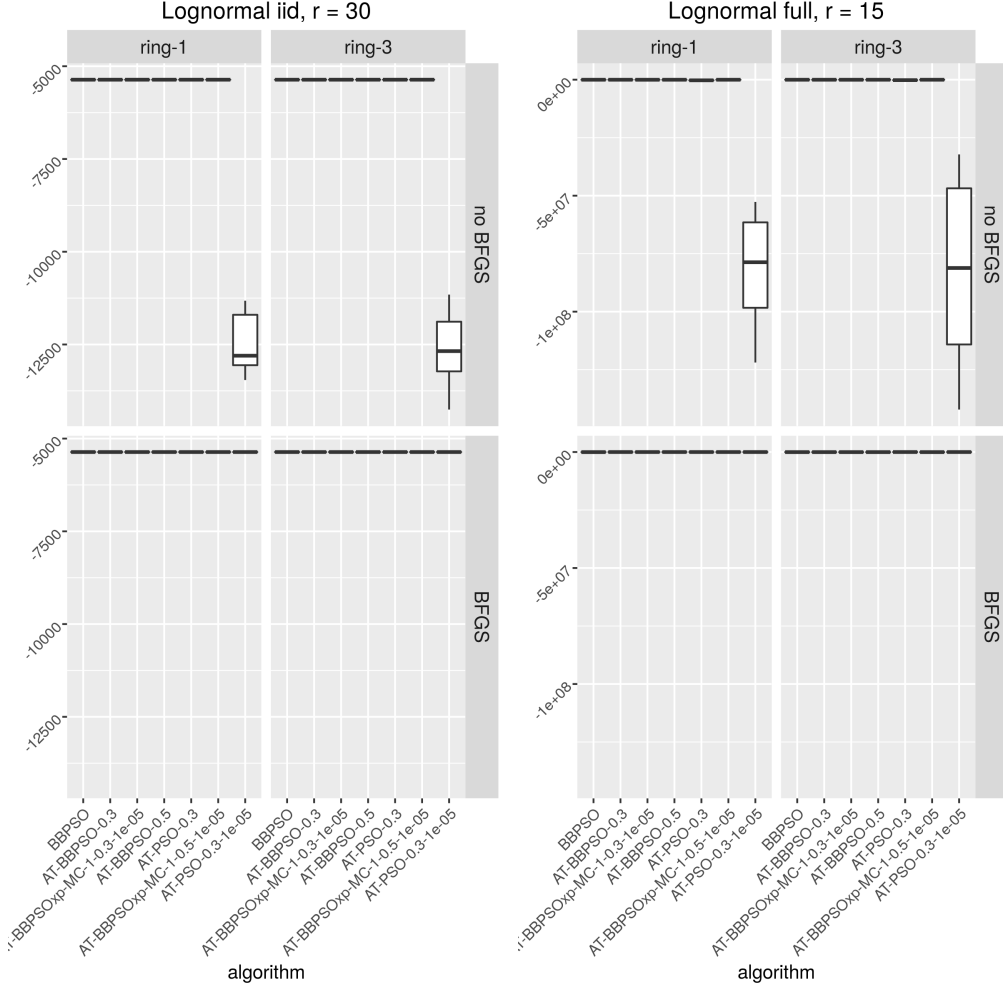 Lognormal iid, r = 30
ring-1
ring-3
-5000
-7500
-10000
-12500
no BFGS
-5000
-7500
-10000
-12500
BFGS
BBPSO
AT-BBPSO-0.3
AT-BBPSOxp-MC-1-0.3-1e-05
AT-BBPSO-0.5
AT-PSO-0.3
AT-BBPSOxp-MC-1-0.5-1e-05
AT-PSO-0.3-1e-05
BBPSO
AT-BBPSO-0.3
AT-BBPSOxp-MC-1-0.3-1e-05
AT-BBPSO-0.5
AT-PSO-0.3
AT-BBPSOxp-MC-1-0.5-1e-05
AT-PSO-0.3-1e-05
algorithm
Lognormal full, r = 15
ring-1
ring-3
0e+00
-5e+07
-1e+08
no BFGS
0e+00
-5e+07
-1e+08
BFGS
BBPSO
AT-BBPSO-0.3
AT-BBPSOxp-MC-1-0.3-1e-05
AT-BBPSO-0.5
AT-PSO-0.3
AT-BBPSOxp-MC-1-0.5-1e-05
AT-PSO-0.3-1e-05
BBPSO
AT-BBPSO-0.3
AT-BBPSOxp-MC-1-0.3-1e-05
AT-BBPSO-0.5
AT-PSO-0.3
AT-BBPSOxp-MC-1-0.5-1e-05
AT-PSO-0.3-1e-05
algorithm